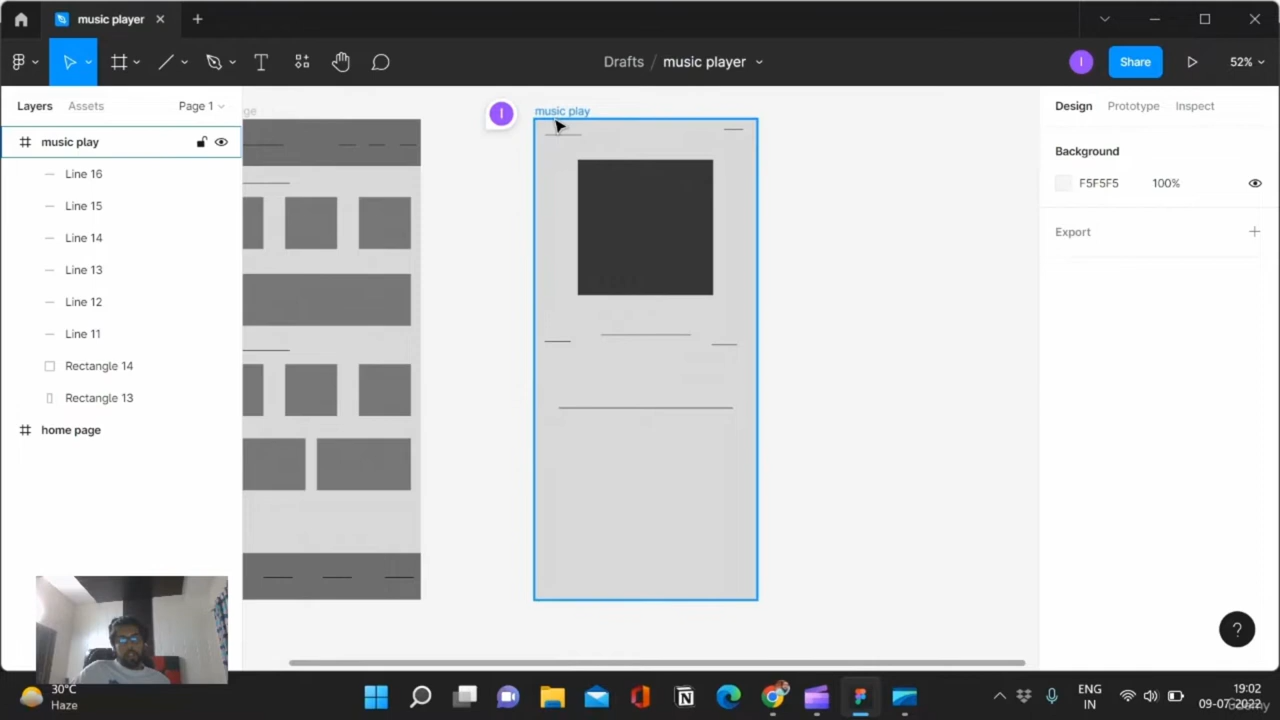 music player
Drafts / music player
I
Share
52%
Layers
Assets
Page 1
ge
I
music play
Design
Prototype
Inspect
music play
Background
Line 16
F5F5F5
100%
Line 15
Line 14
Export
Line 13
Line 12
Line 11
Rectangle 14
Rectangle 13
home page
?
30°C
Haze
ENG
IN
19:02
09-07-2022